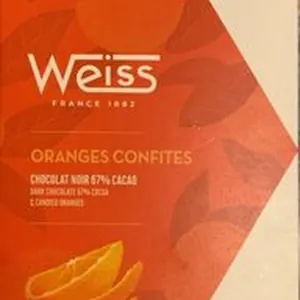 Weiss
FRANCE 1882
ORANGES CONFITES
CHOCOLAT NOIR 67% CACAO
DARK CHOCOLATE 67% COCOA
& CANDIED ORANGES